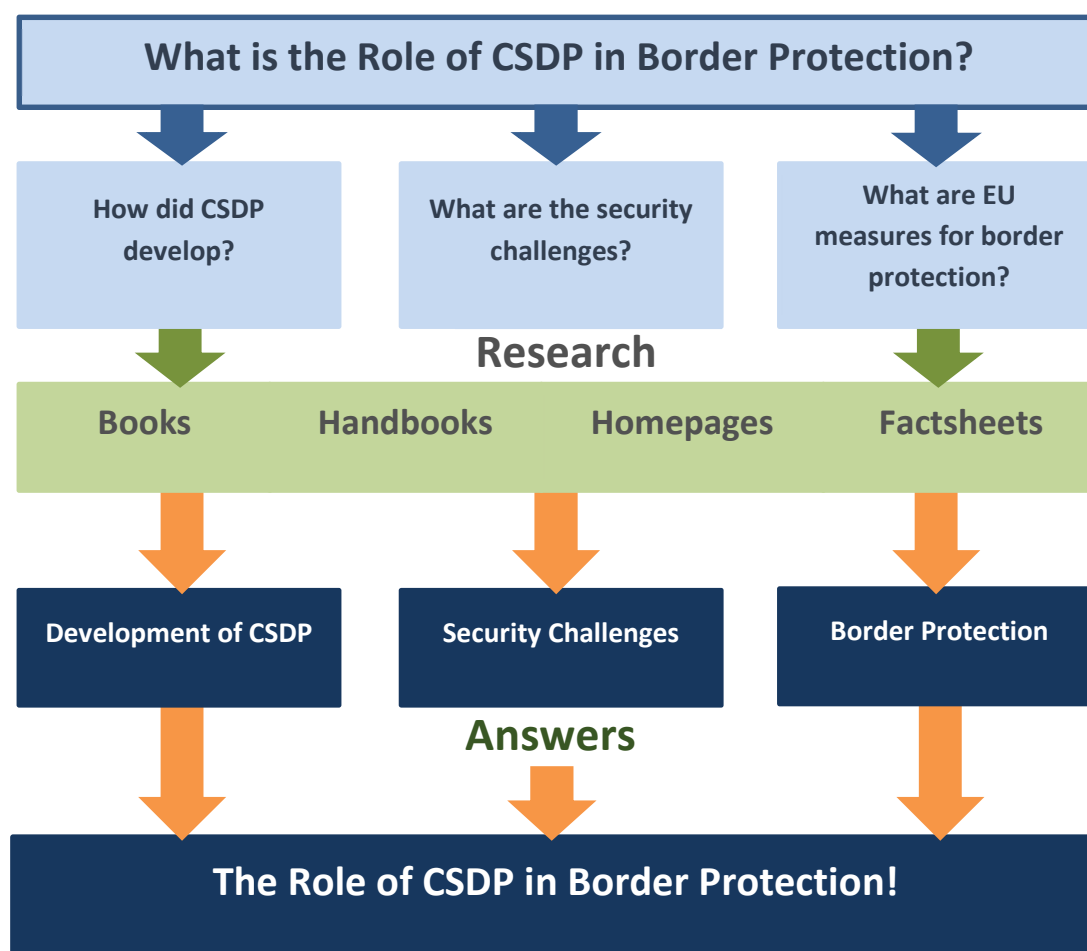 What is the Role of CSDP in Border Protection?
How did CSDP
develop?
What are the security
challenges?
What are EU
measures for border
protection?
Research
Books
Handbooks
Homepages
Factsheets
Development of CSDP
Security Challenges
Border Protection
Answers
The Role of CSDP in Border Protection!